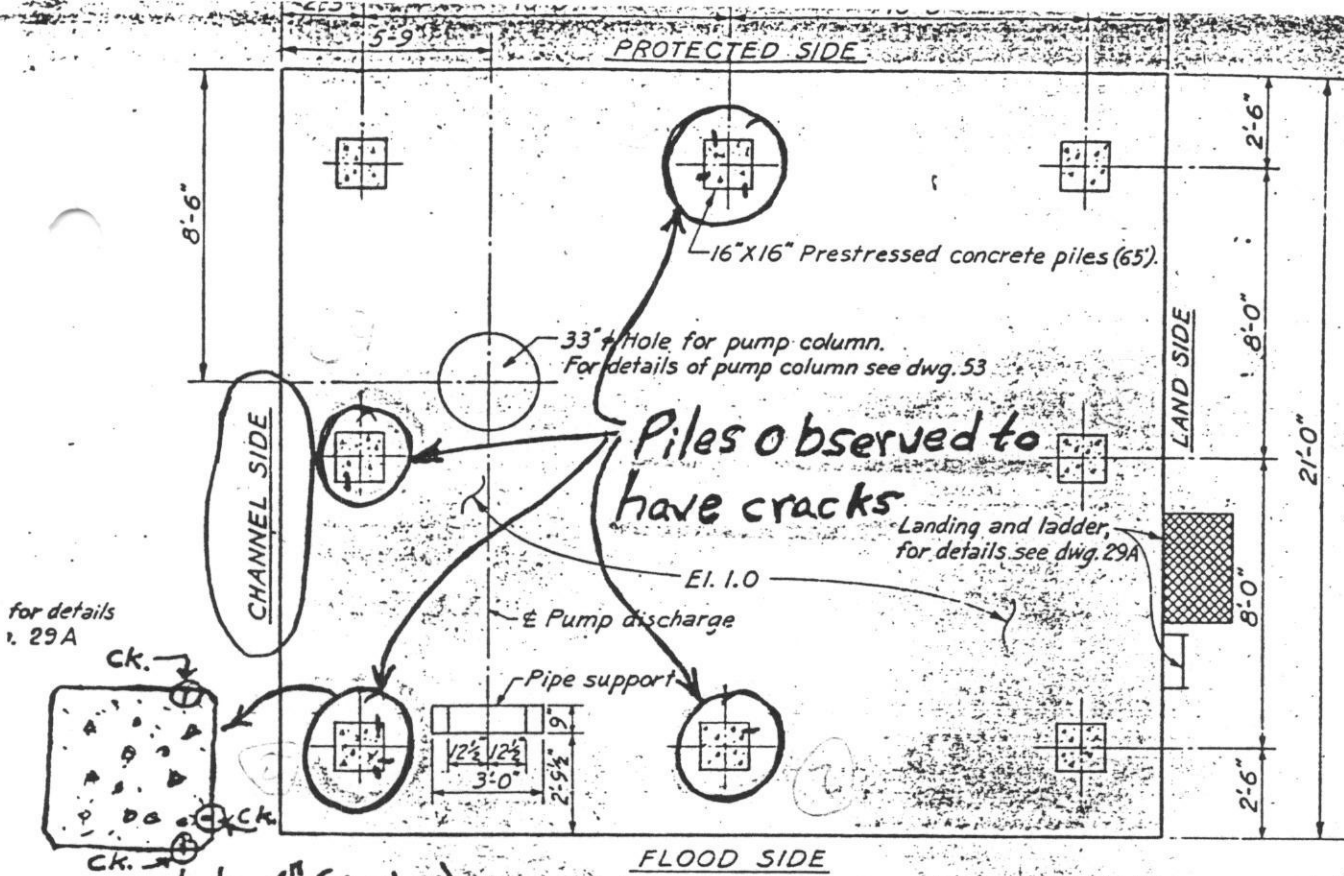 5'-9"
PROTECTED SIDE
2'-6"
8'-6"
16"X16" Prestressed concrete piles (65').
8'-0"
33"⌀ Hole for pump column.
For details of pump column see dwg. 53
LAND SIDE
CHANNEL SIDE
21'-0"
Piles observed to
have cracks
Landing and ladder,
for details see dwg. 29A
El. 1.0
8'-0"
for details
29A
℄ Pump discharge
CK.
Pipe support
9"
12½" 12½"
3'-0"
2'-9½"
2'-6"
CK.
CK.
FLOOD SIDE